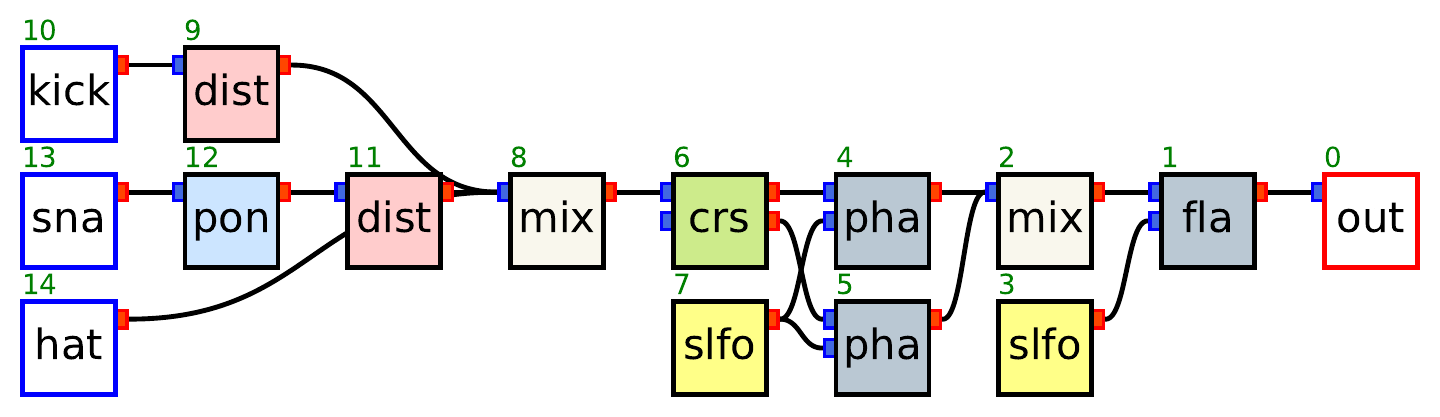 10 9
kick dist
13 12 11 8 6 4 2 1 0
sna pon dist mix crs pha mix fla out
14 7 5 3
hat slfo pha slfo